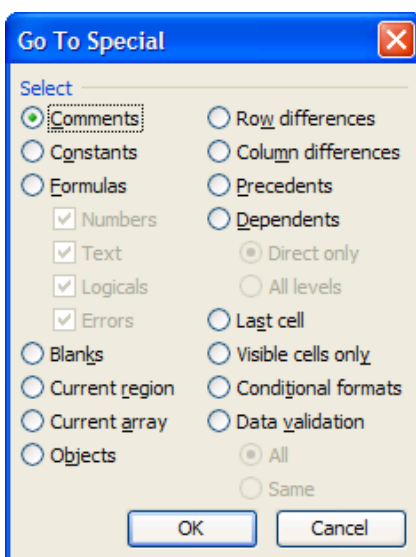 Go To Special
Select
Comments
Constants
Formulas
Numbers
Text
Logicals
Errors
Blanks
Current region
Current array
Objects
Row differences
Column differences
Precedents
Dependents
Direct only
All levels
Last cell
Visible cells only
Conditional formats
Data validation
All
Same
OK
Cancel